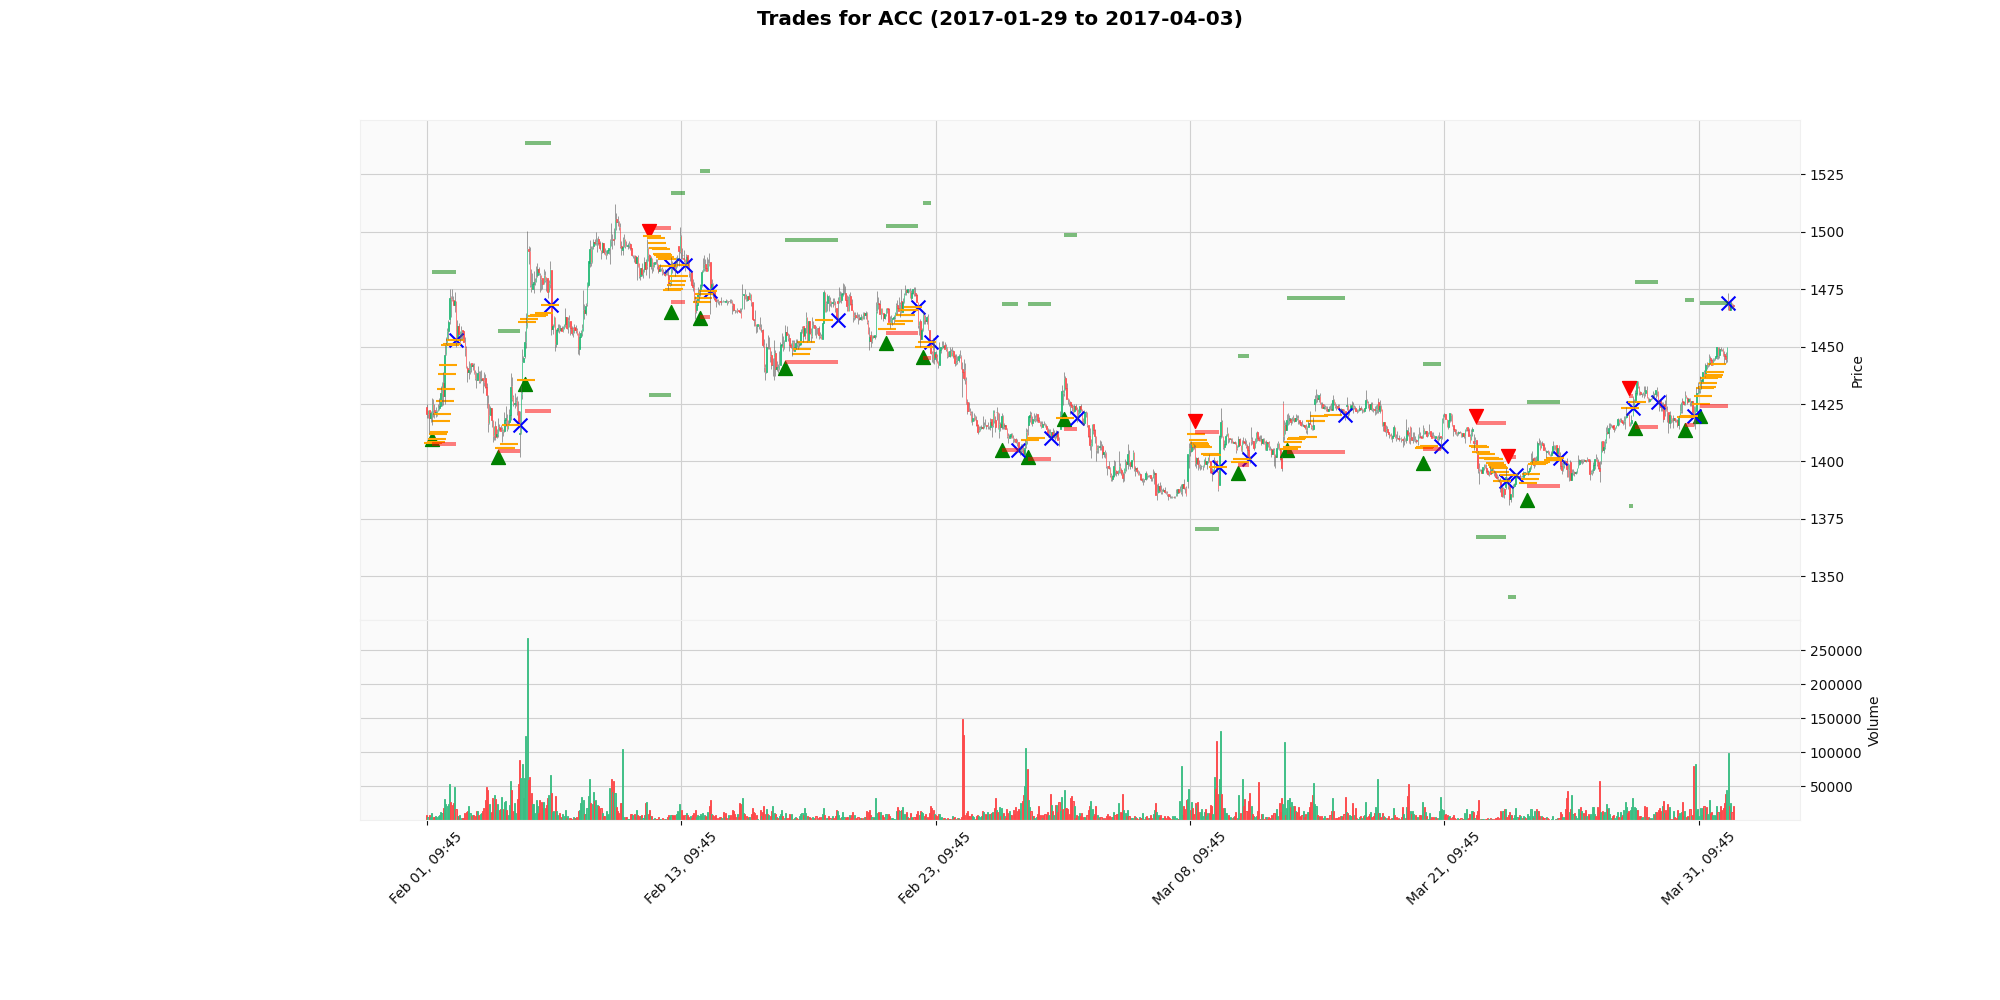 Trades for ACC (2017-01-29 to 2017-04-03)
1525
1500
1475
1450
1425
1400
1375
1350
Price
250000
200000
150000
100000
50000
Volume
Feb 01, 09:45
Feb 13, 09:45
Feb 23, 09:45
Mar 08, 09:45
Mar 21, 09:45
Mar 31, 09:45